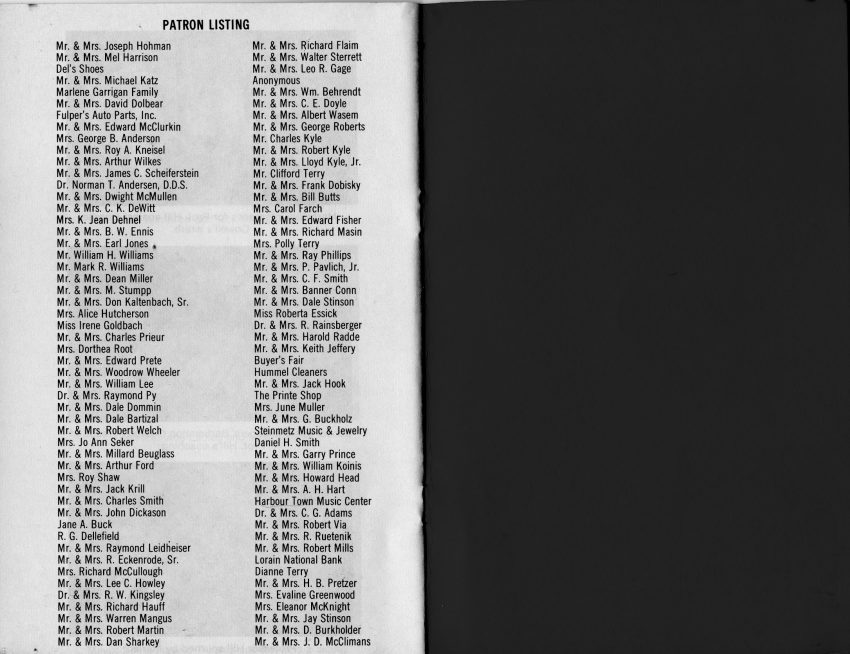 PATRON LISTING
Mr. & Mrs. Joseph Hohman
Mr. & Mrs. Mel Harrison
Del's Shoes
Mr. & Mrs. Michael Katz
Marlene Garrigan Family
Mr. & Mrs. David Dolbear
Fulper's Auto Parts, Inc.
Mr. & Mrs. Edward McClurkin
Mrs. George B. Anderson
Mr. & Mrs. Roy A. Kneisel
Mr. & Mrs. Arthur Wilkes
Mr. & Mrs. James C. Scheiferstein
Dr. Norman T. Andersen, D.D.S.
Mr. & Mrs. Dwight McMullen
Mr. & Mrs. C. K. DeWitt
Mrs. K. Jean Dehnel
Mr. & Mrs. B. W. Ennis
Mr. & Mrs. Earl Jones
Mr. William H. Williams
Mr. Mark R. Williams
Mr. & Mrs. Dean Miller
Mr. & Mrs. M. Stumpp
Mr. & Mrs. Don Kaltenbach, Sr.
Mrs. Alice Hutcherson
Miss Irene Goldbach
Mr. & Mrs. Charles Prieur
Mrs. Dorthea Root
Mr. & Mrs. Edward Prete
Mr. & Mrs. Woodrow Wheeler
Mr. & Mrs. William Lee
Dr. & Mrs. Raymond Py
Mr. & Mrs. Dale Dommin
Mr. & Mrs. Dale Bartizal
Mr. & Mrs. Robert Welch
Mrs. Jo Ann Seker
Mr. & Mrs. Millard Beuglass
Mr. & Mrs. Arthur Ford
Mrs. Roy Shaw
Mr. & Mrs. Jack Krill
Mr. & Mrs. Charles Smith
Mr. & Mrs. John Dickason
Jane A. Buck
R. G. Dellefield
Mr. & Mrs. Raymond Leidheiser
Mr. & Mrs. R. Eckenrode, Sr.
Mrs. Richard McCullough
Mr. & Mrs. Lee C. Howley
Dr. & Mrs. R. W. Kingsley
Mr. & Mrs. Richard Hauff
Mr. & Mrs. Warren Mangus
Mr. & Mrs. Robert Martin
Mr. & Mrs. Dan Sharkey
Mr. & Mrs. Richard Flaim
Mr. & Mrs. Walter Sterrett
Mr. & Mrs. Leo R. Gage
Anonymous
Mr. & Mrs. Wm. Behrendt
Mr. & Mrs. C. E. Doyle
Mr. & Mrs. Albert Wasem
Mr. & Mrs. George Roberts
Mr. Charles Kyle
Mr. & Mrs. Robert Kyle
Mr. & Mrs. Lloyd Kyle, Jr.
Mr. Clifford Terry
Mr. & Mrs. Frank Dobisky
Mr. & Mrs. Bill Butts
Mrs. Carol Farch
Mr. & Mrs. Edward Fisher
Mr. & Mrs. Richard Masin
Mrs. Polly Terry
Mr. & Mrs. Ray Phillips
Mr. & Mrs. P. Pavlich, Jr.
Mr. & Mrs. C. F. Smith
Mr. & Mrs. Banner Conn
Mr. & Mrs. Dale Stinson
Miss Roberta Essick
Dr. & Mrs. R. Rainsberger
Mr. & Mrs. Harold Radde
Mr. & Mrs. Keith Jeffery
Buyer's Fair
Hummel Cleaners
Mr. & Mrs. Jack Hook
The Printe Shop
Mrs. June Muller
Mr. & Mrs. G. Buckholz
Steinmetz Music & Jewelry
Daniel H. Smith
Mr. & Mrs. Garry Prince
Mr. & Mrs. William Koinis
Mr. & Mrs. Howard Head
Mr. & Mrs. A. H. Hart
Harbour Town Music Center
Dr. & Mrs. C. G. Adams
Mr. & Mrs. Robert Via
Mr. & Mrs. R. Ruetenik
Mr. & Mrs. Robert Mills
Lorain National Bank
Dianne Terry
Mr. & Mrs. H. B. Pretzer
Mrs. Evaline Greenwood
Mrs. Eleanor McKnight
Mr. & Mrs. Jay Stinson
Mr. & Mrs. D. Burkholder
Mr. & Mrs. J. D. McClimans